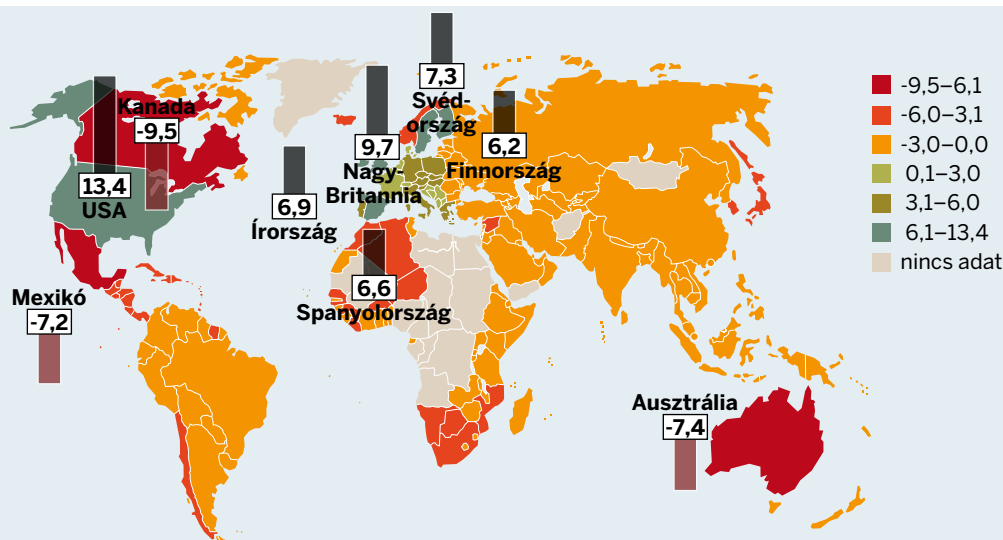 7,3
Svéd-
ország
Kanada
-9,5
9,7
Nagy-
Britannia
6,2
Finnország
13,4
USA
6,9
Írország
6,6
Spanyolország
Mexikó
-7,2
Ausztrália
-7,4
-9,5–6,1
-6,0–3,1
-3,0–0,0
0,1–3,0
3,1–6,0
6,1–13,4
nincs adat